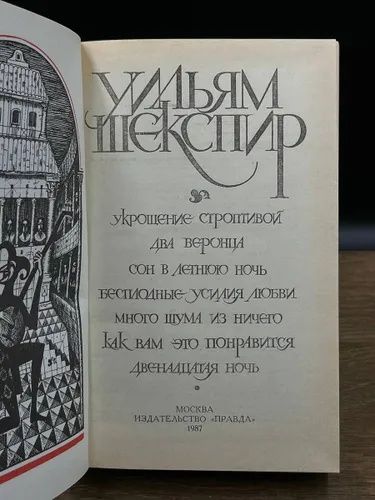 УИЛЬЯМ
ШЕКСПИР
УКРОЩЕНИЕ СТРОПТИВОЙ
ДВА ВЕРОНЦА
СОН В ЛЕТНЮЮ НОЧЬ
БЕСПЛОДНЫЕ УСИЛИЯ ЛЮБВИ
МНОГО ШУМА ИЗ НИЧЕГО
КАК ВАМ ЭТО ПОНРАВИТСЯ
ДВЕНАДЦАТАЯ НОЧЬ
МОСКВА
ИЗДАТЕЛЬСТВО «ПРАВДА»
1987